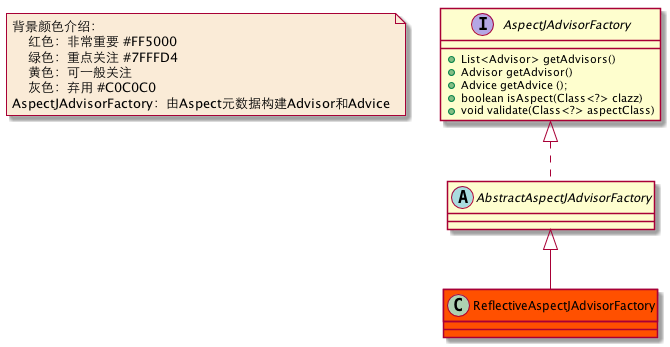 背景颜色介绍：
红色：非常重要 #FF5000
绿色：重点关注 #7FFFD4
黄色：可一般关注
灰色：弃用 #C0C0C0
AspectJAdvisorFactory：由Aspect元数据构建Advisor和Advice
I AspectJAdvisorFactory
List<Advisor> getAdvisors()
Advisor getAdvisor()
Advice getAdvice ();
boolean isAspect(Class<?> clazz)
void validate(Class<?> aspectClass)
A AbstractAspectJAdvisorFactory
C ReflectiveAspectJAdvisorFactory